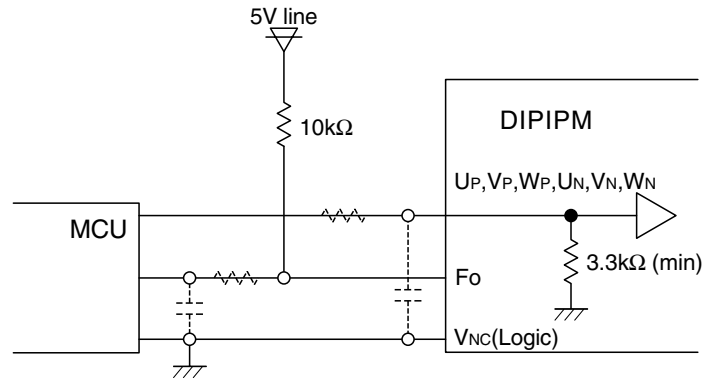 5V line
10kΩ
DIPIPM
UP,VP,WP,UN,VN,WN
MCU
3.3kΩ (min)
Fo
VNC(Logic)